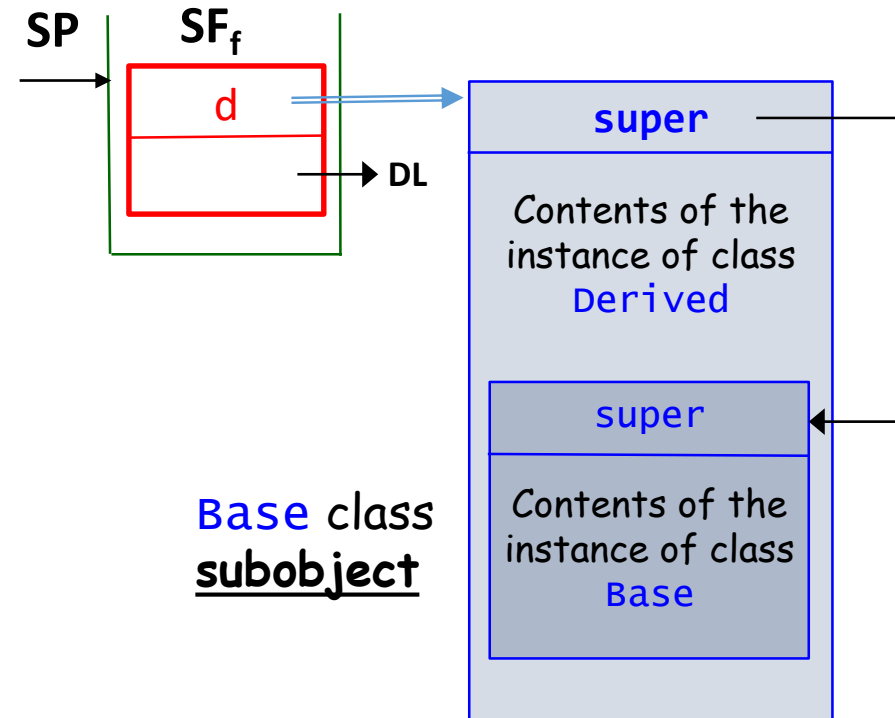 SP
SFf
d
DL
super
Contents of the
instance of class
Derived
super
Contents of the
instance of class
Base
Base class
subobject